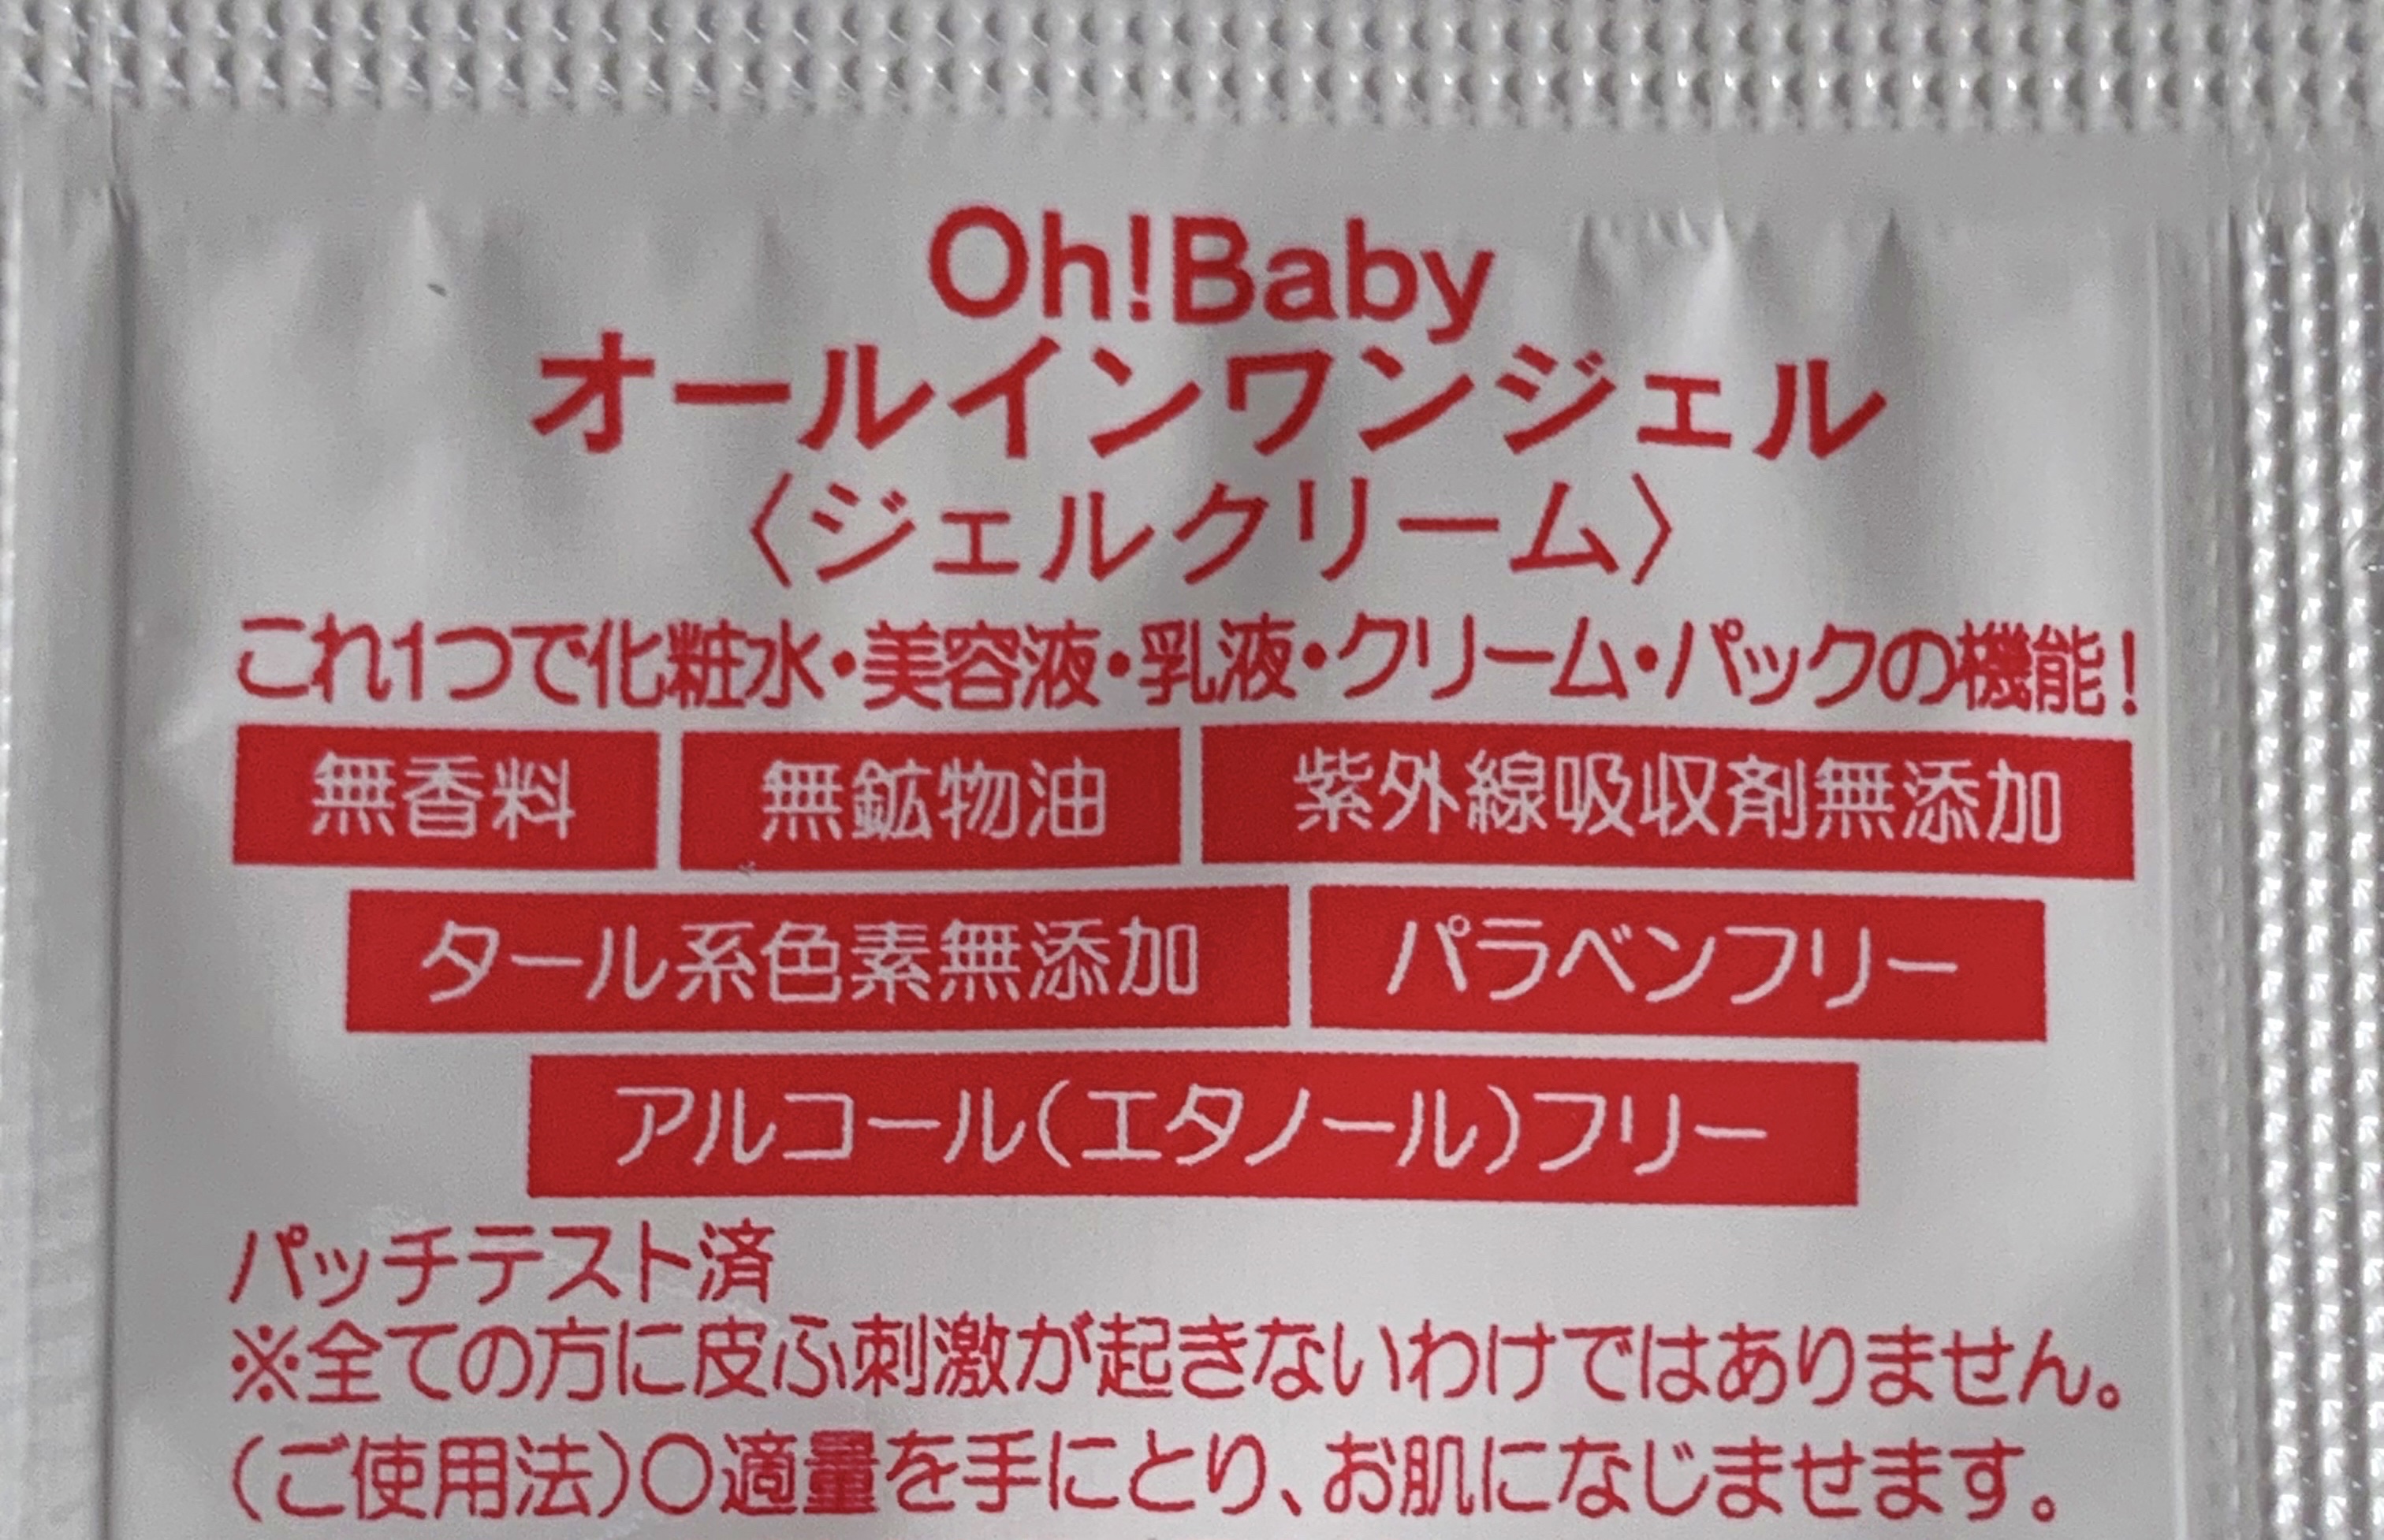 Oh!Baby
オールインワンジェル
〈ジェルクリーム〉
これ1つで化粧水・美容液・乳液・クリーム・パックの機能!
無香料 無鉱物油 紫外線吸収剤無添加
タール系色素無添加 パラベンフリー
アルコール(エタノール)フリー
パッチテスト済
※全ての方に皮ふ刺激が起きないわけではありません。
(ご使用法)○適量を手にとり、お肌になじませます。